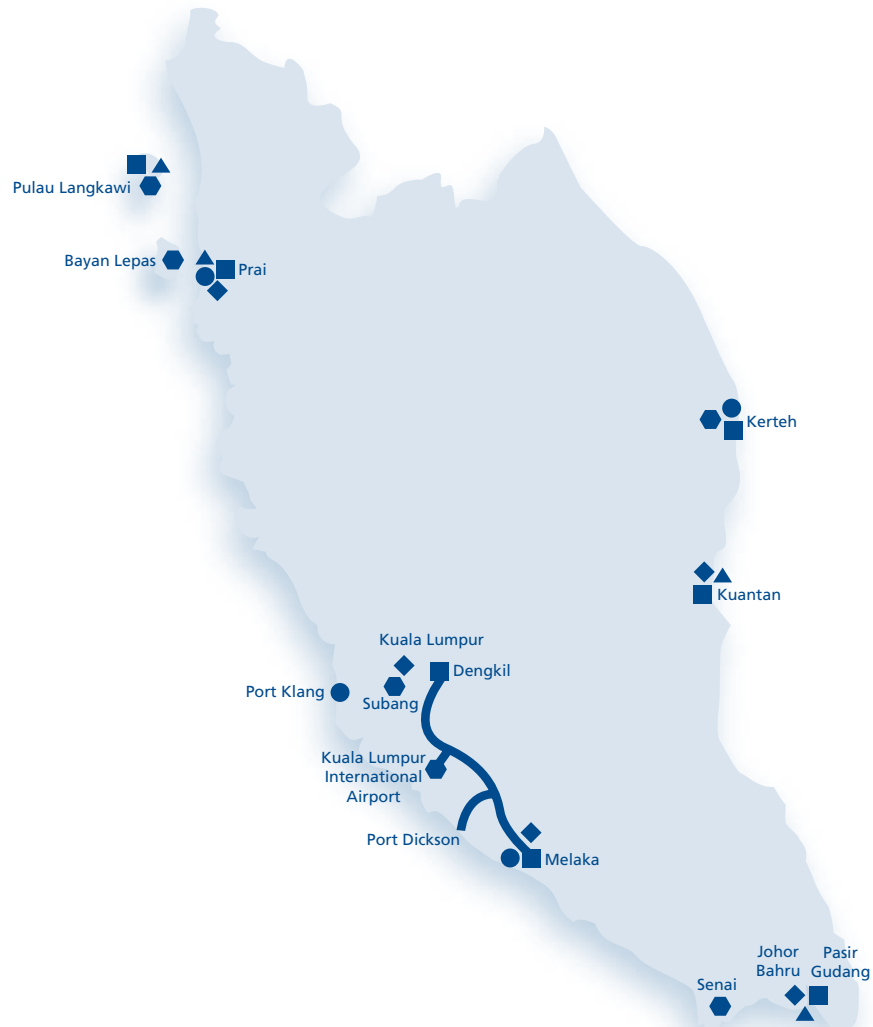 Pulau Langkawi
Bayan Lepas
Prai
Kerteh
Kuantan
Kuala Lumpur
Dengkil
Port Klang
Subang
Kuala Lumpur
International
Airport
Port Dickson
Melaka
Johor
Bahru
Pasir
Gudang
Senai